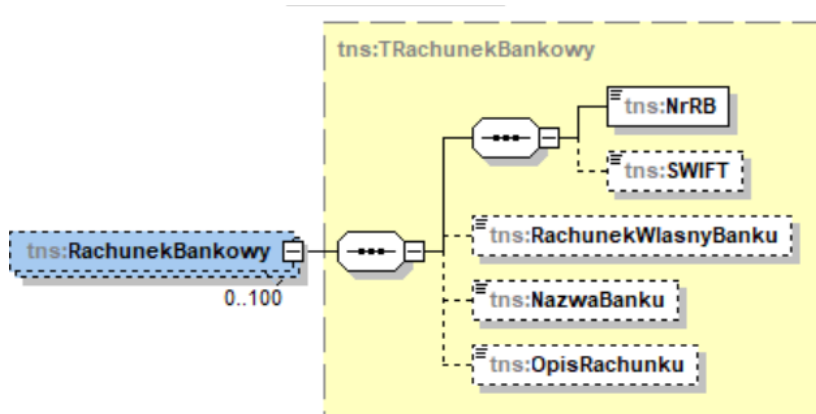 tns:TRachunekBankowy
tns:NrRB
tns:SWIFT
tns:RachunekBankowy
0..100
tns:RachunekWlasnyBanku
tns:NazwaBanku
tns:OpisRachunku